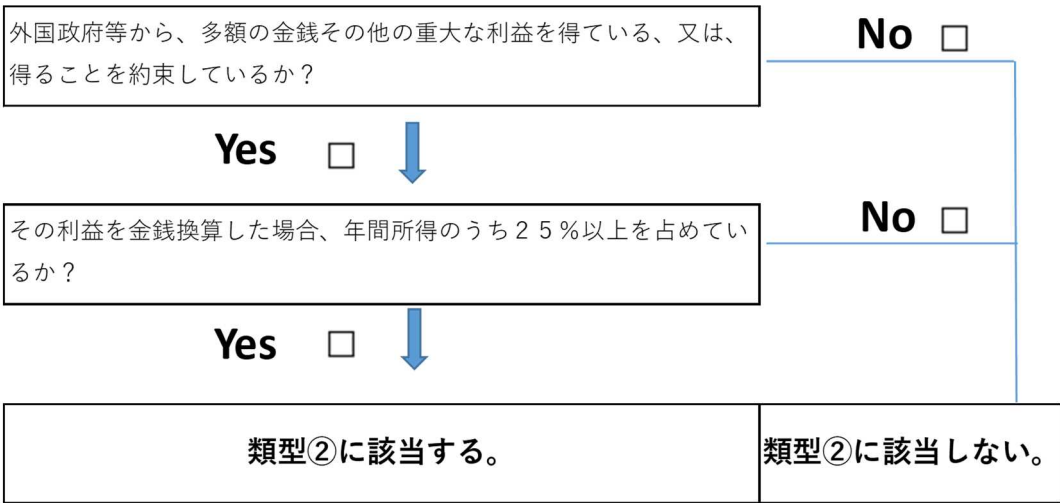 外国政府等から、多額の金銭その他の重大な利益を得ている、又は、
得ることを約束しているか？
No □
Yes □
その利益を金銭換算した場合、年間所得のうち２５％以上を占めてい
るか？
No □
Yes □
類型②に該当する。
類型②に該当しない。